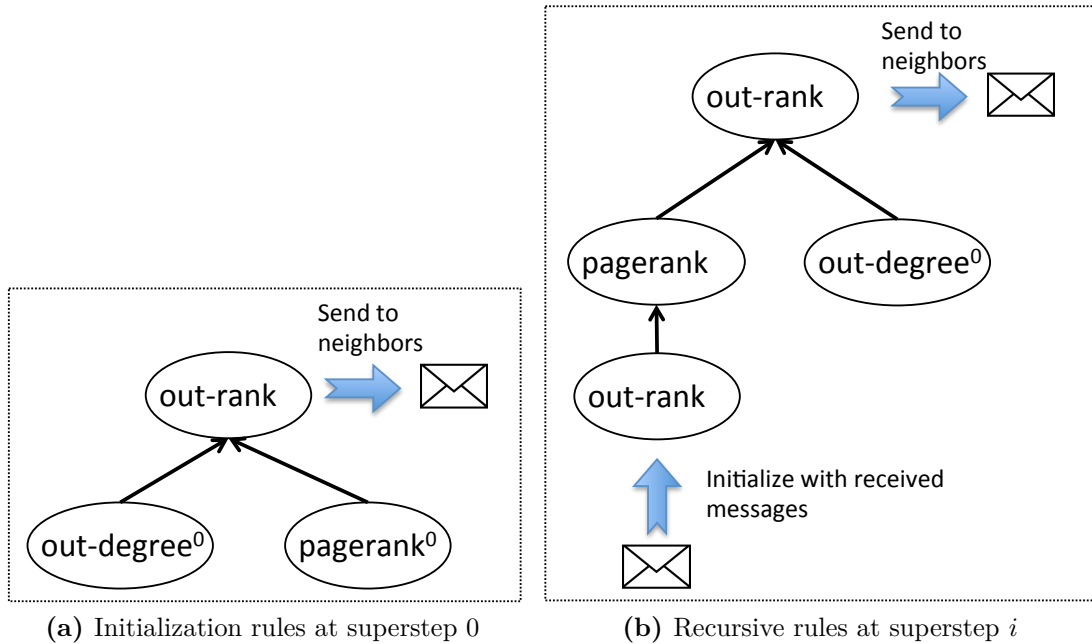 Send to
neighbors
out-rank
out-degree⁰
pagerank⁰
(a) Initialization rules at superstep 0
Send to
neighbors
out-rank
pagerank
out-degree⁰
out-rank
Initialize with received
messages
(b) Recursive rules at superstep i